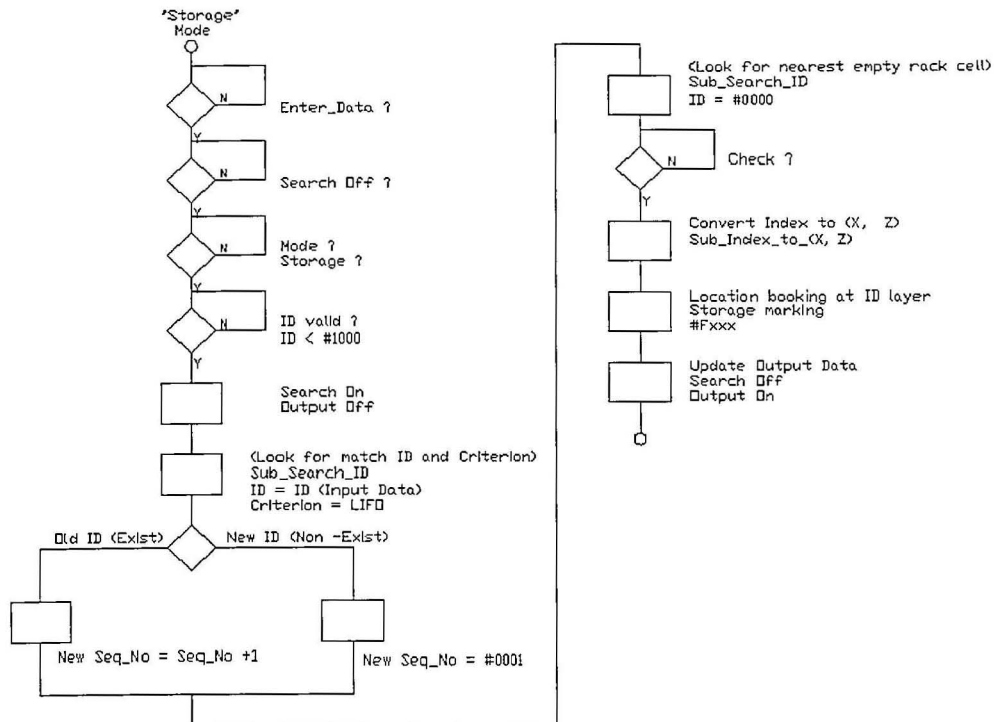 "Storage"
Mode
N
Enter_Data ?
Y
N
Search Off ?
Y
N
Mode ?
Storage ?
Y
N
ID valid ?
ID < #1000
Y
Search On
Output Off
(Look for match ID and Criterion)
Sub_Search_ID
ID = ID (Input Data)
Criterion = LIFO
Old ID (Exist)
New ID (Non -Exist)
New Seq_No = Seq_No +1
New Seq_No = #0001
(Look for nearest empty rack cell)
Sub_Search_ID
ID = #0000
N
Check ?
Y
Convert Index to (X, Z)
Sub_Index_to_(X, Z)
Location booking at ID layer
Storage marking
#Fxxx
Update Output Data
Search Off
Output On